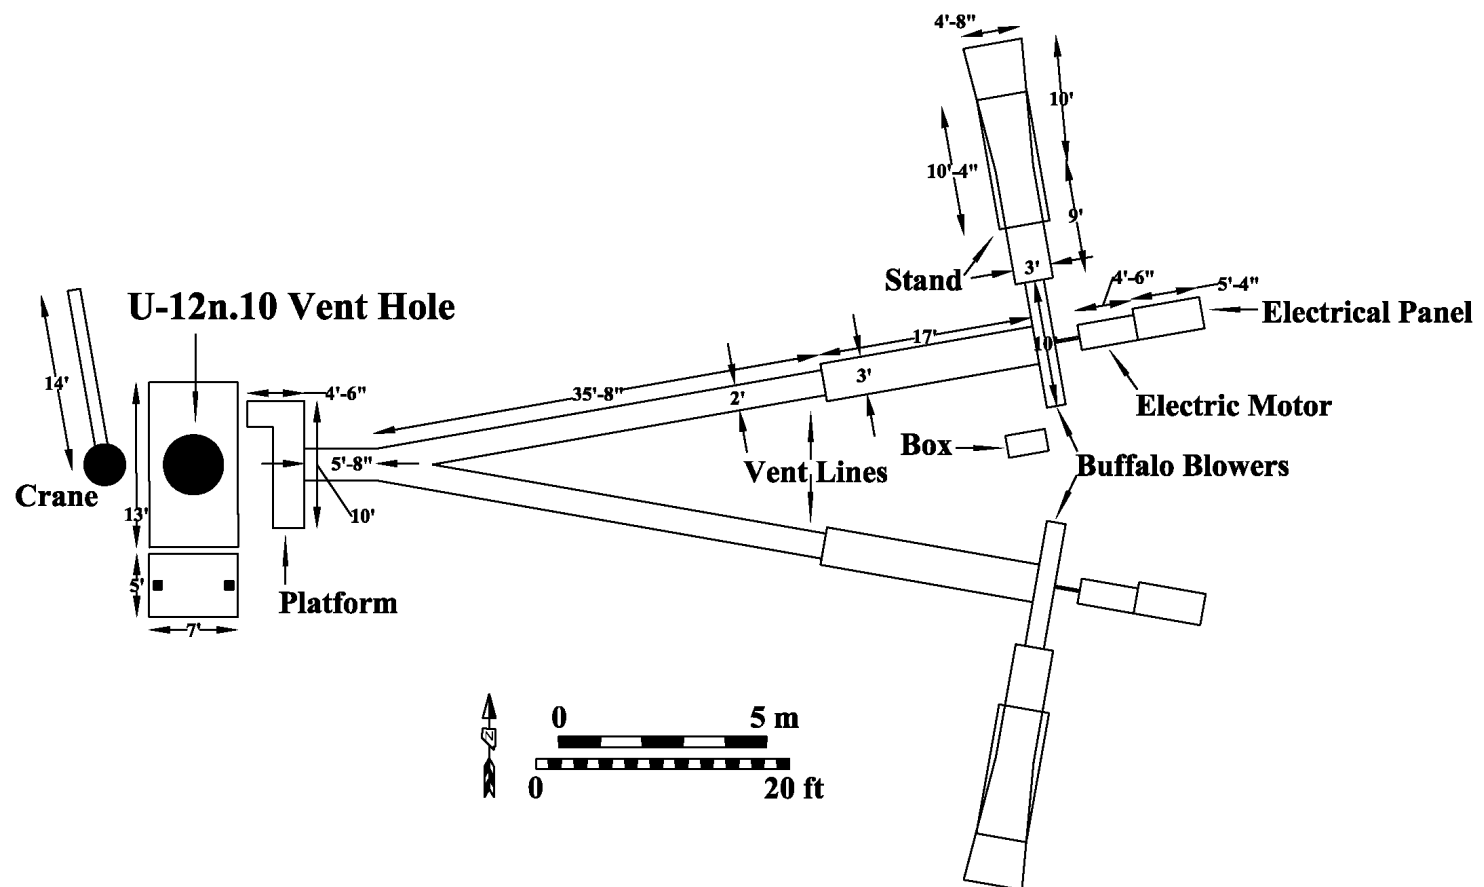 4'-8"
10'
10'-4"
9'
Stand
3'
4'-6"
5'-4"
Electrical Panel
U-12n.10 Vent Hole
17'
10'
14'
35'-8"
4'-6"
3'
2'
Electric Motor
Box
Vent Lines
Buffalo Blowers
5'-8"
Crane
13'
10'
5'
Platform
7'
0 5 m
N
0 20 ft